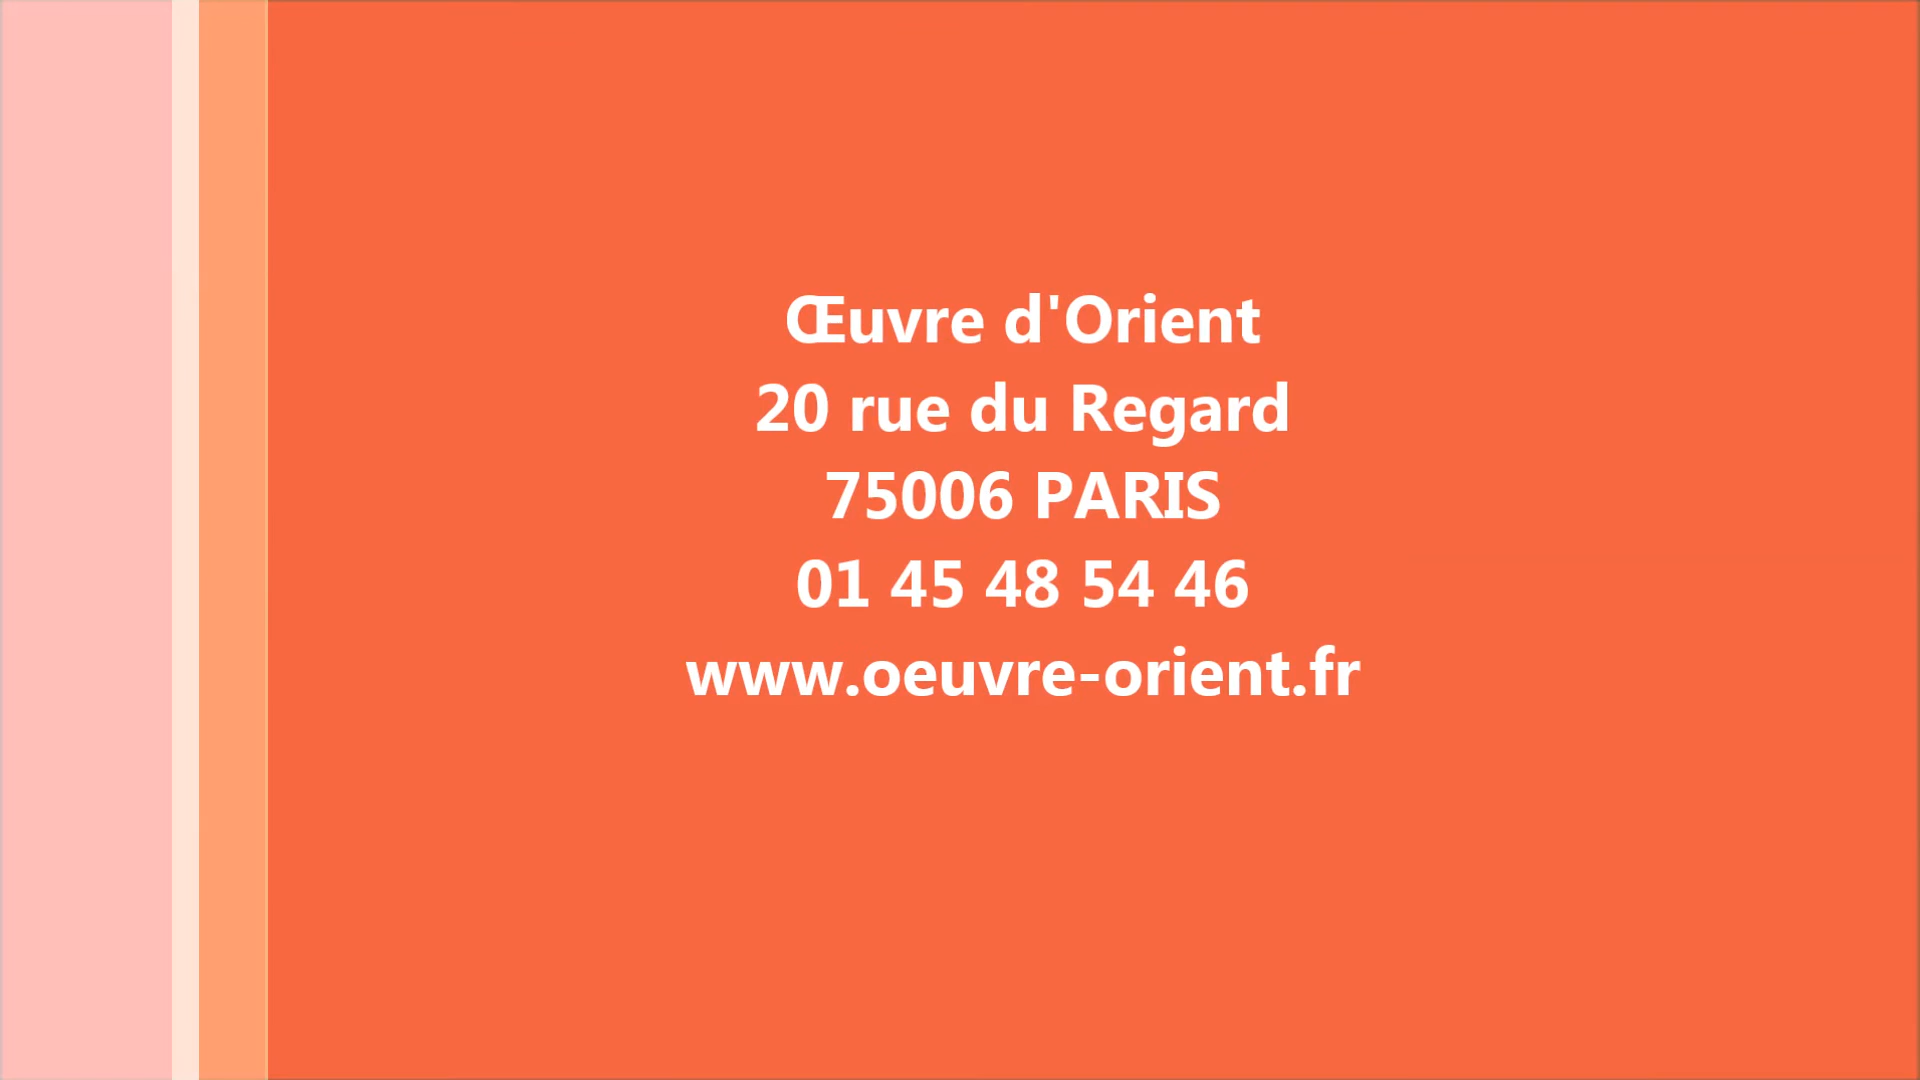 Œuvre d'Orient
20 rue du Regard
75006 PARIS
01 45 48 54 46
www.oeuvre-orient.fr